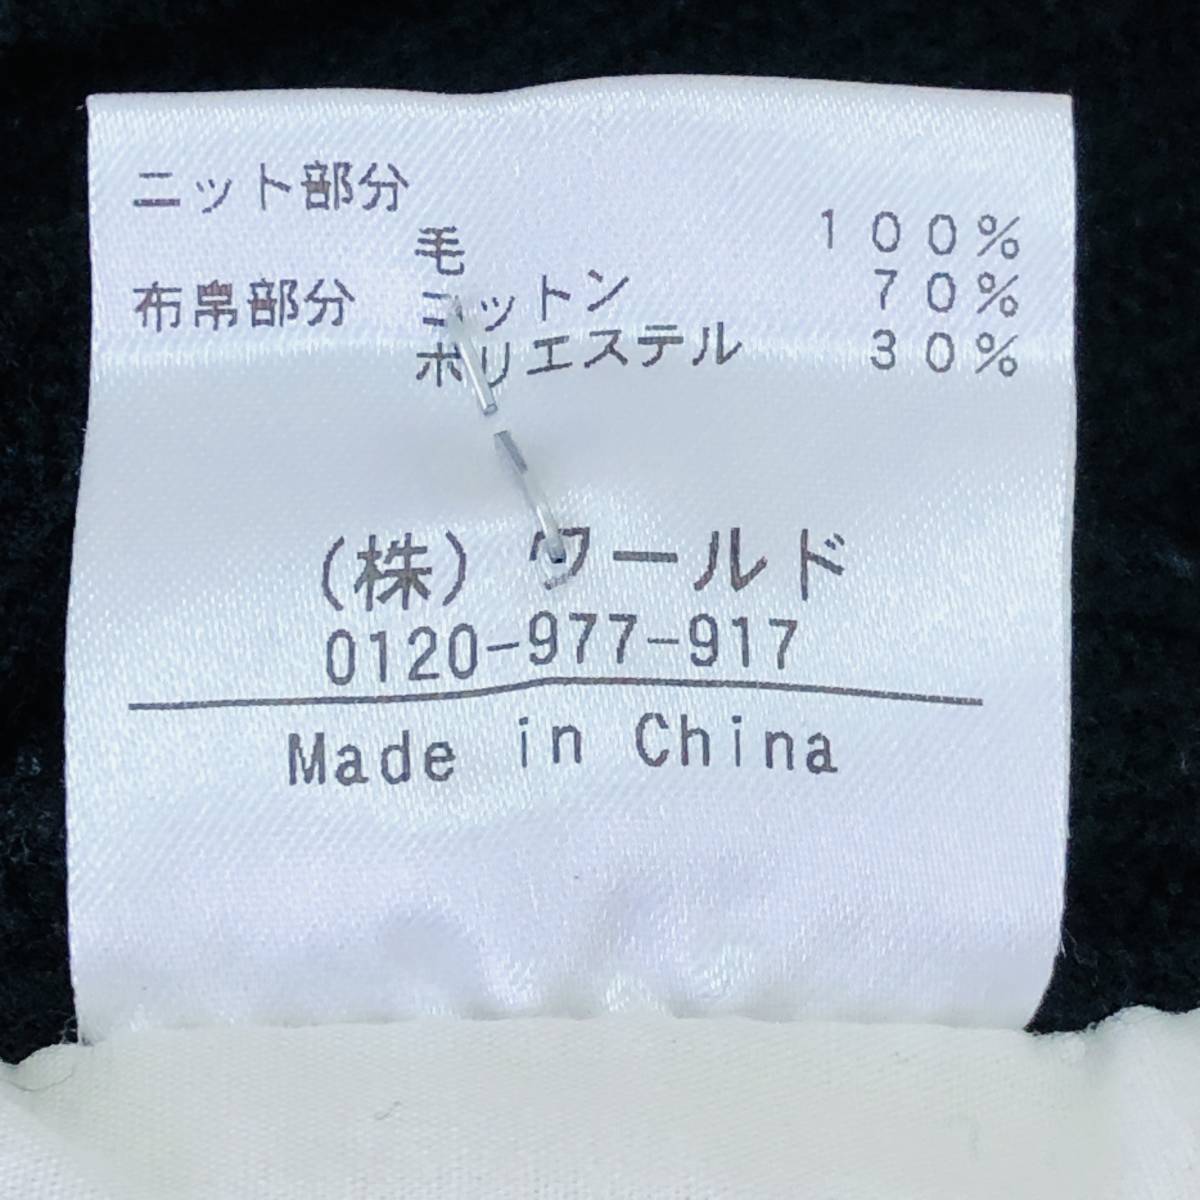 ニット部分
毛 100%
布帛部分 コットン 70%
ポリエステル 30%
(株) ワールド
0120-977-917
Made in China